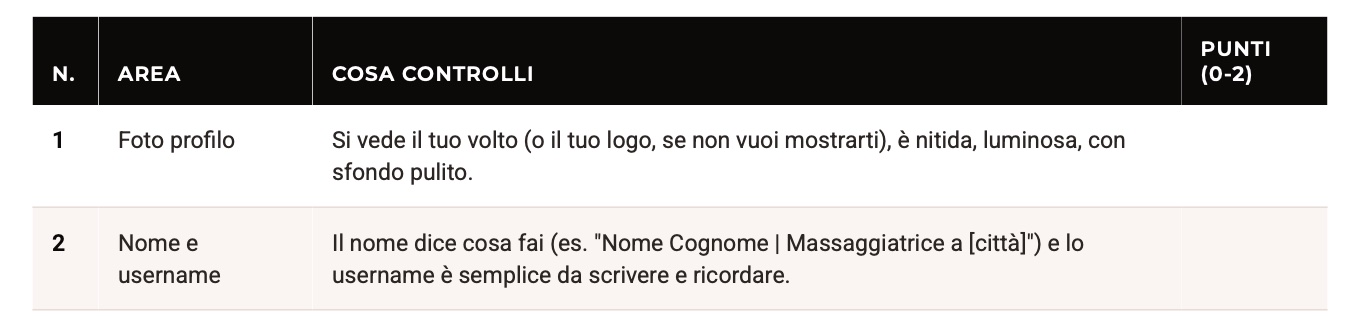 N. AREA COSA CONTROLLI PUNTI
(0-2)
1 Foto profilo Si vede il tuo volto (o il tuo logo, se non vuoi mostrarti), è nitida, luminosa, con
sfondo pulito.
2 Nome e Il nome dice cosa fai (es. "Nome Cognome | Massaggiatrice a [città]") e lo
username username è semplice da scrivere e ricordare.